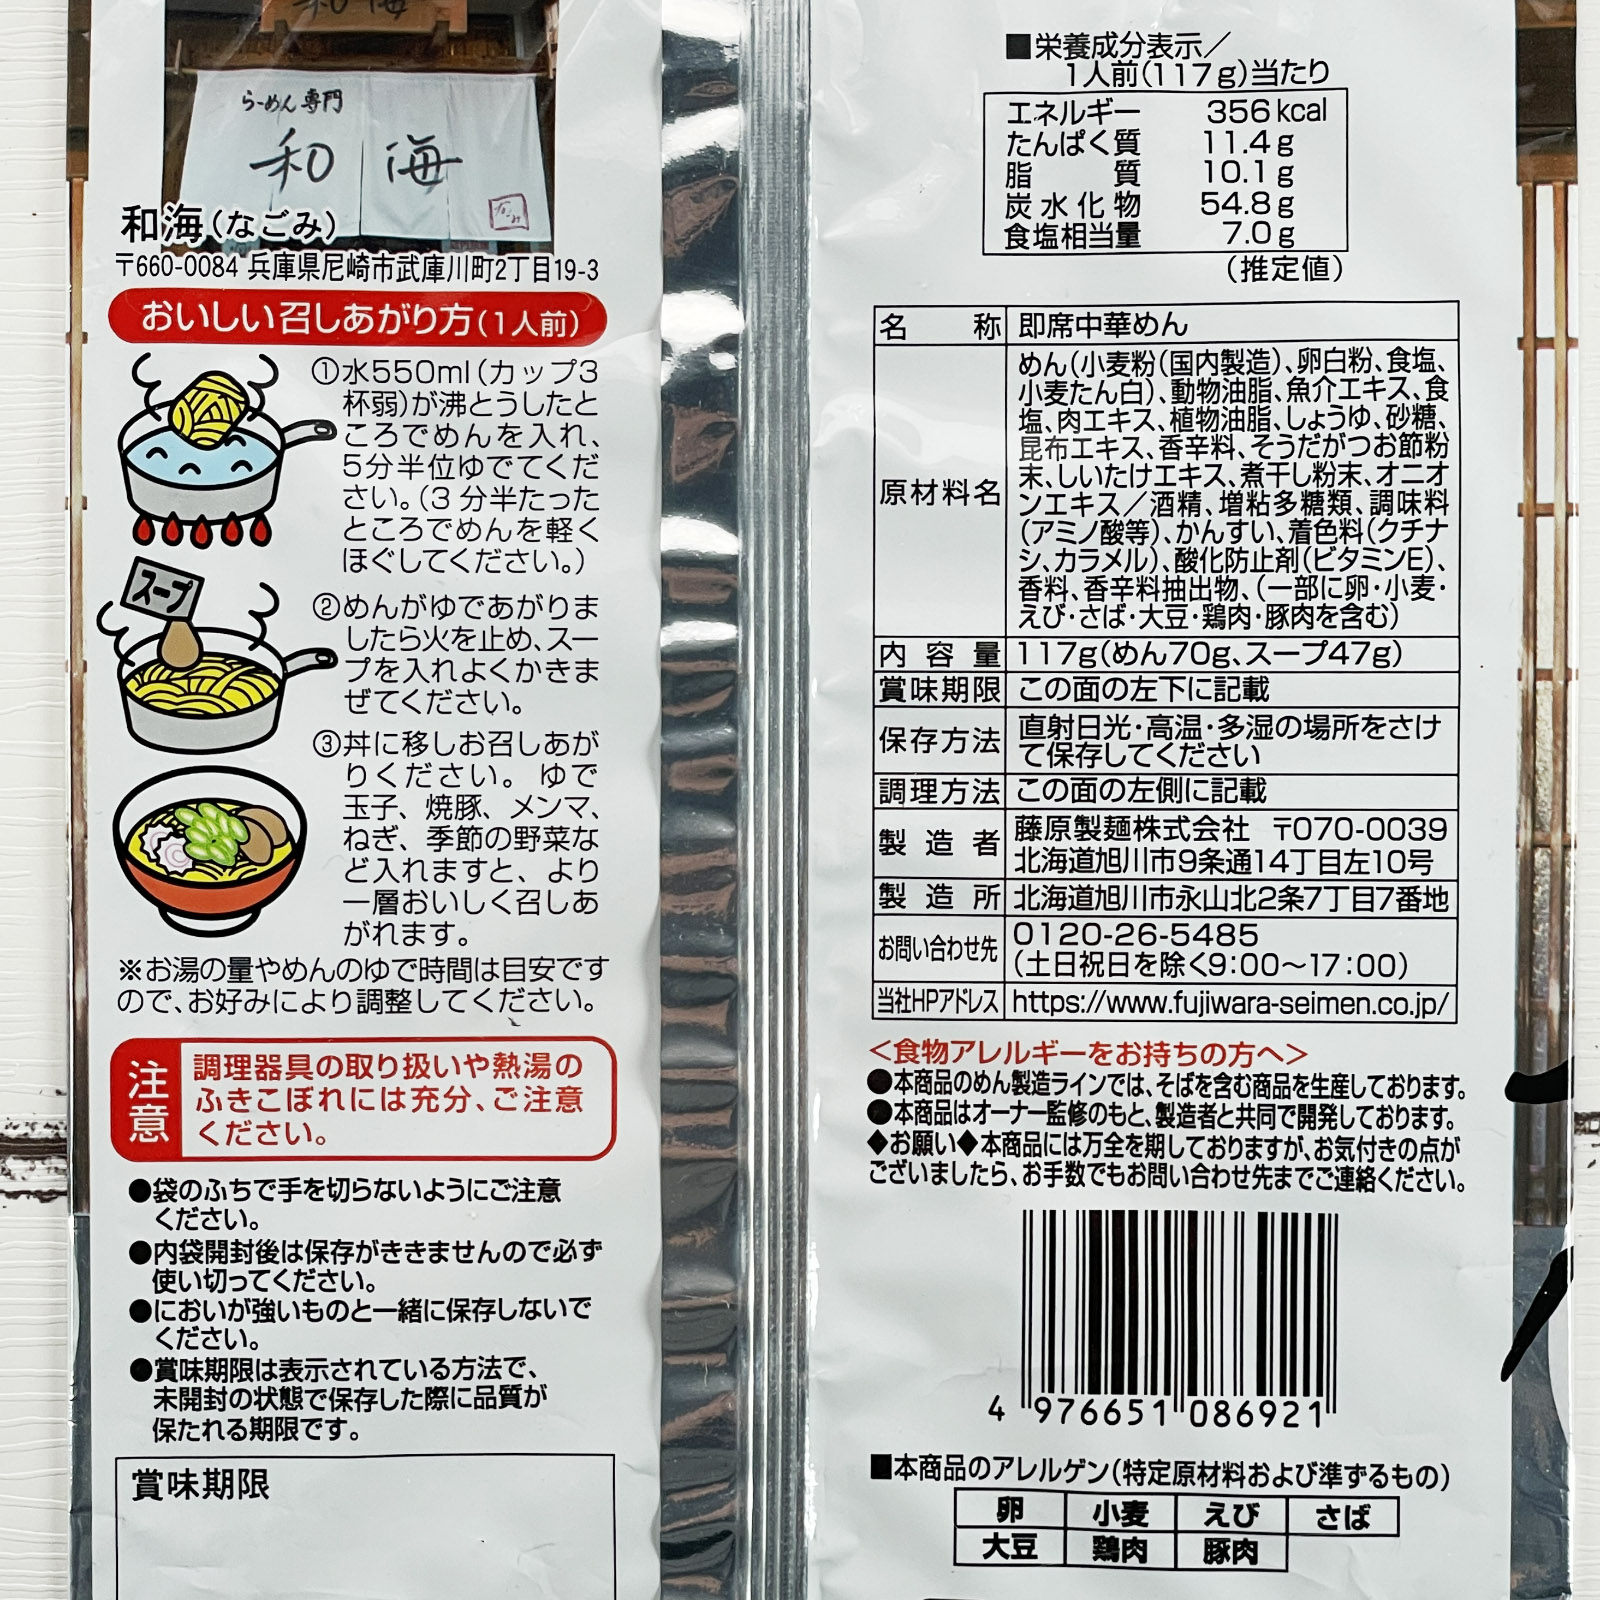 らーめん専門
和海
和海(なごみ)
〒660-0084 兵庫県尼崎市武庫川町2丁目19-3
おいしい召しあがり方(1人前)
①水550ml(カップ3
杯弱)が沸とうしたと
ころでめんを入れ、
5分半位ゆでてくだ
さい。(3分半たった
ところでめんを軽く
ほぐしてください。)
スープ
②めんがゆであがりま
したら火を止め、スー
プを入れよくかきま
ぜてください。
③丼に移しお召しあが
りください。ゆで
玉子、焼豚、メンマ、
ねぎ、季節の野菜な
ど入れますと、より
一層おいしく召しあ
がれます。
※お湯の量やめんのゆで時間は目安です
ので、お好みにより調整してください。
注意
調理器具の取り扱いや熱湯の
ふきこぼれには充分、ご注意
ください。
●袋のふちで手を切らないようにご注意
ください。
●内袋開封後は保存がききませんので必ず
使い切ってください。
●においが強いものと一緒に保存しないで
ください。
●賞味期限は表示されている方法で、
未開封の状態で保存した際に品質が
保たれる期限です。
賞味期限
■栄養成分表示/
1人前(117g)当たり
エネルギー 356kcal
たんぱく質 11.4g
脂質 10.1g
炭水化物 54.8g
食塩相当量 7.0g
(推定値)
名称 即席中華めん
原材料名
めん(小麦粉(国内製造)、卵白粉、食塩、
小麦たん白)、動物油脂、魚介エキス、食
塩、肉エキス、植物油脂、しょうゆ、砂糖、
昆布エキス、香辛料、そうだがつお節粉
末、しいたけエキス、煮干し粉末、オニオ
ンエキス/酒精、増粘多糖類、調味料
(アミノ酸等)、かんすい、着色料(クチナ
シ、カラメル)、酸化防止剤(ビタミンE)、
香料、香辛料抽出物、(一部に卵・小麦・
えび・さば・大豆・鶏肉・豚肉を含む)
内容量 117g(めん70g、スープ47g)
賞味期限 この面の左下に記載
保存方法 直射日光・高温・多湿の場所をさけ
て保存してください
調理方法 この面の左側に記載
製造者 藤原製麺株式会社 〒070-0039
北海道旭川市9条通14丁目左10号
製造所 北海道旭川市永山北2条7丁目7番地
お問い合わせ先 0120-26-5485
(土日祝日を除く9:00〜17:00)
当社HPアドレス https://www.fujiwara-seimen.co.jp/
<食物アレルギーをお持ちの方へ>
●本商品のめん製造ラインでは、そばを含む商品を生産しております。
●本商品はオーナー監修のもと、製造者と共同で開発しております。
◆お願い◆本商品には万全を期しておりますが、お気付きの点が
ございましたら、お手数でもお問い合わせ先までご連絡ください。
4 976651 086921
■本商品のアレルゲン(特定原材料および準ずるもの)
卵 小麦 えび さば
大豆 鶏肉 豚肉